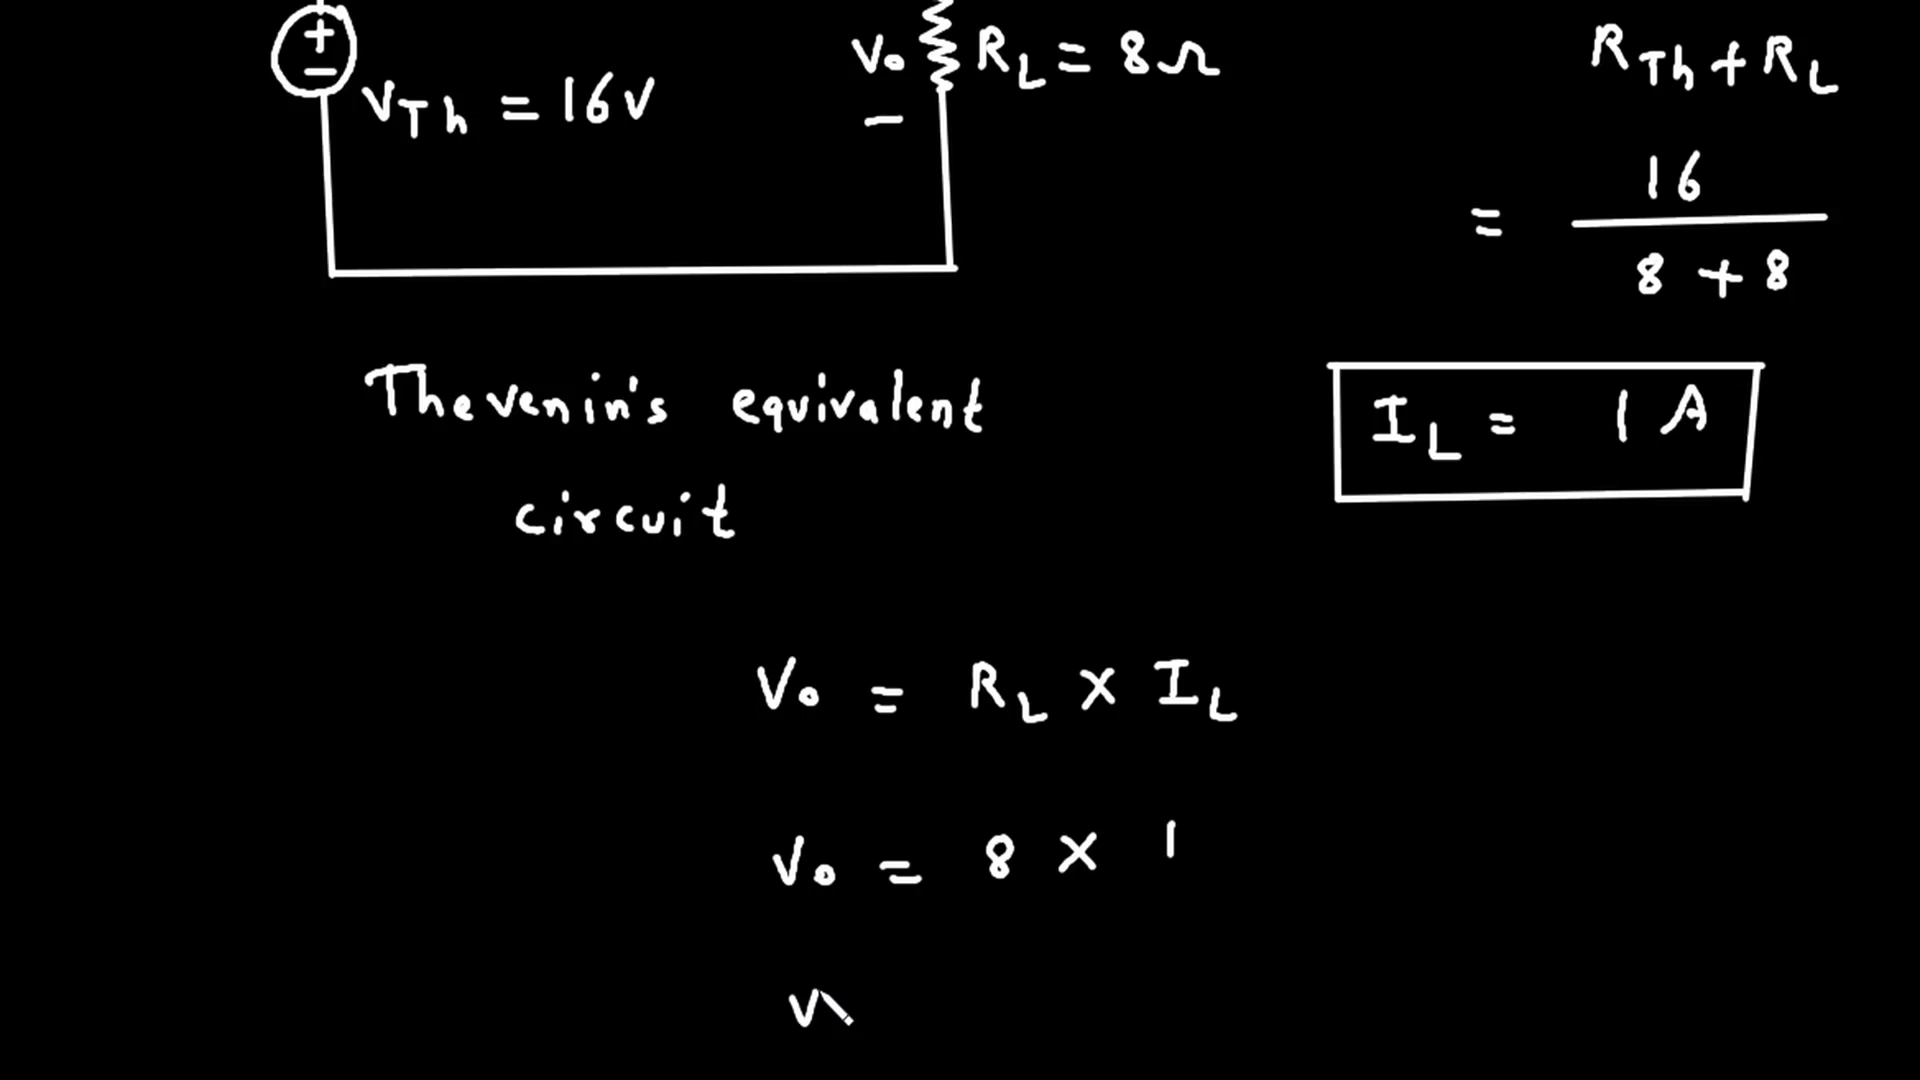 +
−
V_Th = 16V
V₀
−
R_L = 8Ω
R_Th + R_L
= 16 / (8 + 8)
Thevenin's equivalent
circuit
I_L = 1 A
V₀ = R_L × I_L
V₀ = 8 × 1
V